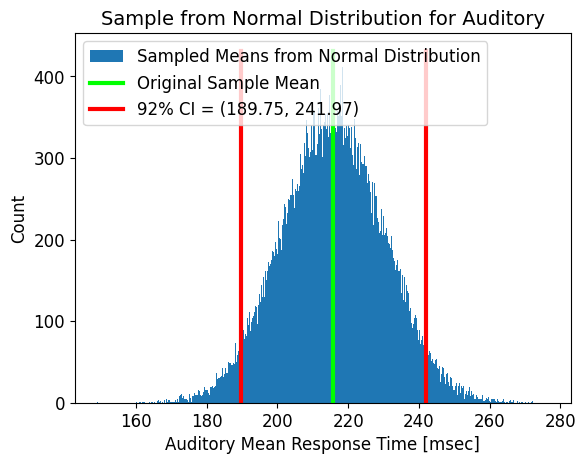 Sample from Normal Distribution for Auditory
Sampled Means from Normal Distribution
Original Sample Mean
92% CI = (189.75, 241.97)
400
300
200
100
0
Count
160 180 200 220 240 260 280
Auditory Mean Response Time [msec]